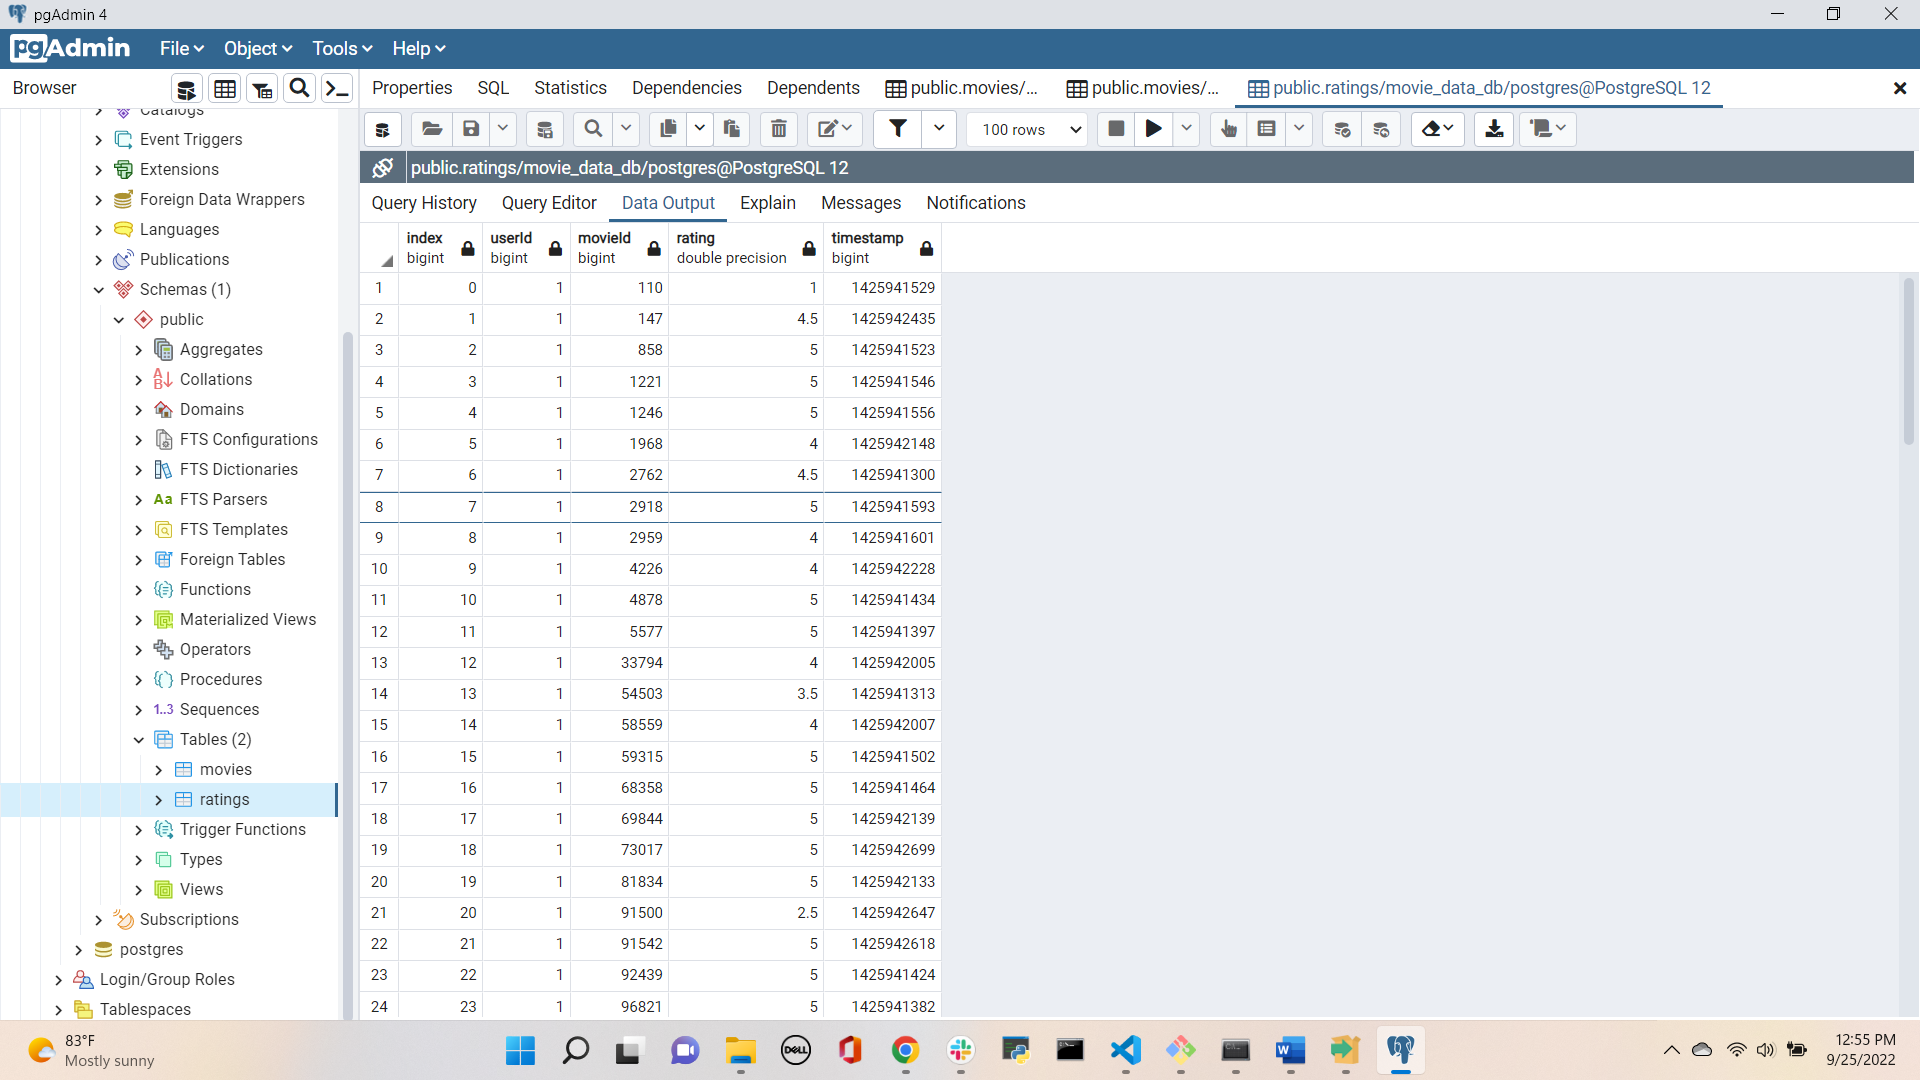 pgAdmin 4
pgAdmin File Object Tools Help
Browser
Properties SQL Statistics Dependencies Dependents public.movies/... public.movies/... public.ratings/movie_data_db/postgres@PostgreSQL 12
100 rows
public.ratings/movie_data_db/postgres@PostgreSQL 12
Query History Query Editor Data Output Explain Messages Notifications
Catalogs
Event Triggers
Extensions
Foreign Data Wrappers
Languages
Publications
Schemas (1)
public
Aggregates
Collations
Domains
FTS Configurations
FTS Dictionaries
Aa FTS Parsers
FTS Templates
Foreign Tables
Functions
Materialized Views
Operators
Procedures
1..3 Sequences
Tables (2)
movies
ratings
Trigger Functions
Types
Views
Subscriptions
postgres
Login/Group Roles
Tablespaces
index userId movieId rating timestamp
bigint bigint bigint double precision bigint
1 0 1 110 1 1425941529
2 1 1 147 4.5 1425942435
3 2 1 858 5 1425941523
4 3 1 1221 5 1425941546
5 4 1 1246 5 1425941556
6 5 1 1968 4 1425942148
7 6 1 2762 4.5 1425941300
8 7 1 2918 5 1425941593
9 8 1 2959 4 1425941601
10 9 1 4226 4 1425942228
11 10 1 4878 5 1425941434
12 11 1 5577 5 1425941397
13 12 1 33794 4 1425942005
14 13 1 54503 3.5 1425941313
15 14 1 58559 4 1425942007
16 15 1 59315 5 1425941502
17 16 1 68358 5 1425941464
18 17 1 69844 5 1425942139
19 18 1 73017 5 1425942699
20 19 1 81834 5 1425942133
21 20 1 91500 2.5 1425942647
22 21 1 91542 5 1425942618
23 22 1 92439 5 1425941424
24 23 1 96821 5 1425941382
83°F
Mostly sunny
DELL
W
12:55 PM
9/25/2022